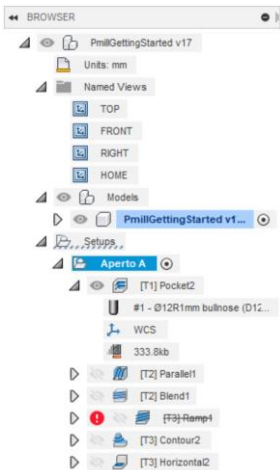 BROWSER
PmillGettingStarted v17
Units: mm
Named Views
TOP
FRONT
RIGHT
HOME
Models
PmillGettingStarted v1...
Setups
Aperto A
[T1] Pocket2
#1 - Ø12R1mm bullnose (D12...
WCS
333.8kb
[T2] Parallel1
[T2] Blend1
[T3] Ramp1
[T3] Contour2
[T3] Horizontal2